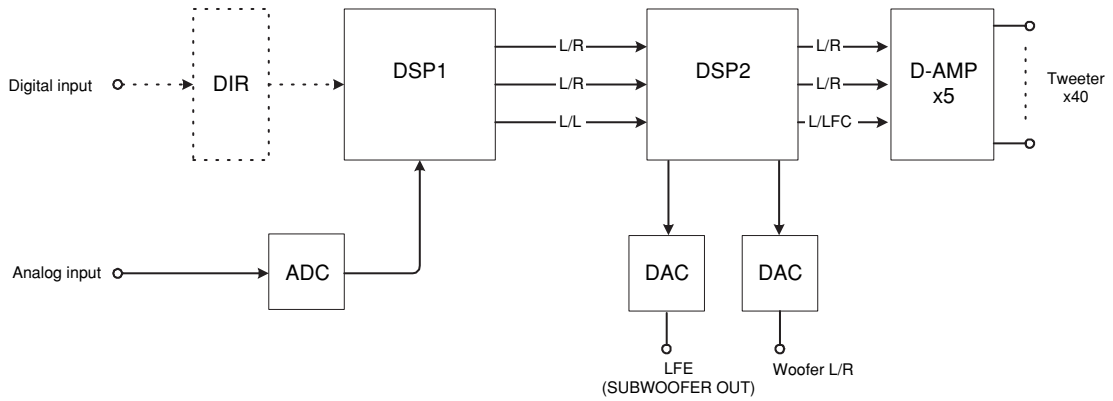 Digital input
DIR
DSP1
L/R
L/R
L/L
DSP2
L/R
L/R
L/LFC
D-AMP
x5
Tweeter
x40
Analog input
ADC
DAC
DAC
LFE
(SUBWOOFER OUT)
Woofer L/R